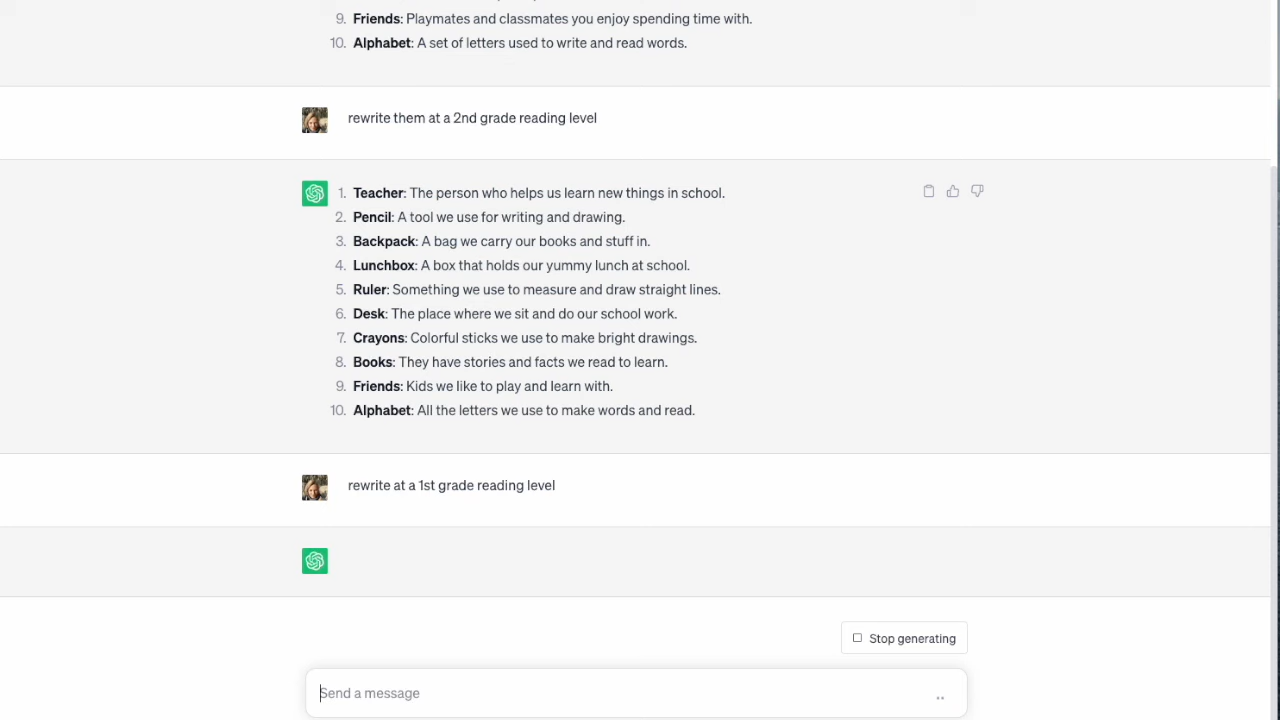 9. Friends: Playmates and classmates you enjoy spending time with.
10. Alphabet: A set of letters used to write and read words.
rewrite them at a 2nd grade reading level
1. Teacher: The person who helps us learn new things in school.
2. Pencil: A tool we use for writing and drawing.
3. Backpack: A bag we carry our books and stuff in.
4. Lunchbox: A box that holds our yummy lunch at school.
5. Ruler: Something we use to measure and draw straight lines.
6. Desk: The place where we sit and do our school work.
7. Crayons: Colorful sticks we use to make bright drawings.
8. Books: They have stories and facts we read to learn.
9. Friends: Kids we like to play and learn with.
10. Alphabet: All the letters we use to make words and read.
rewrite at a 1st grade reading level
Stop generating
Send a message